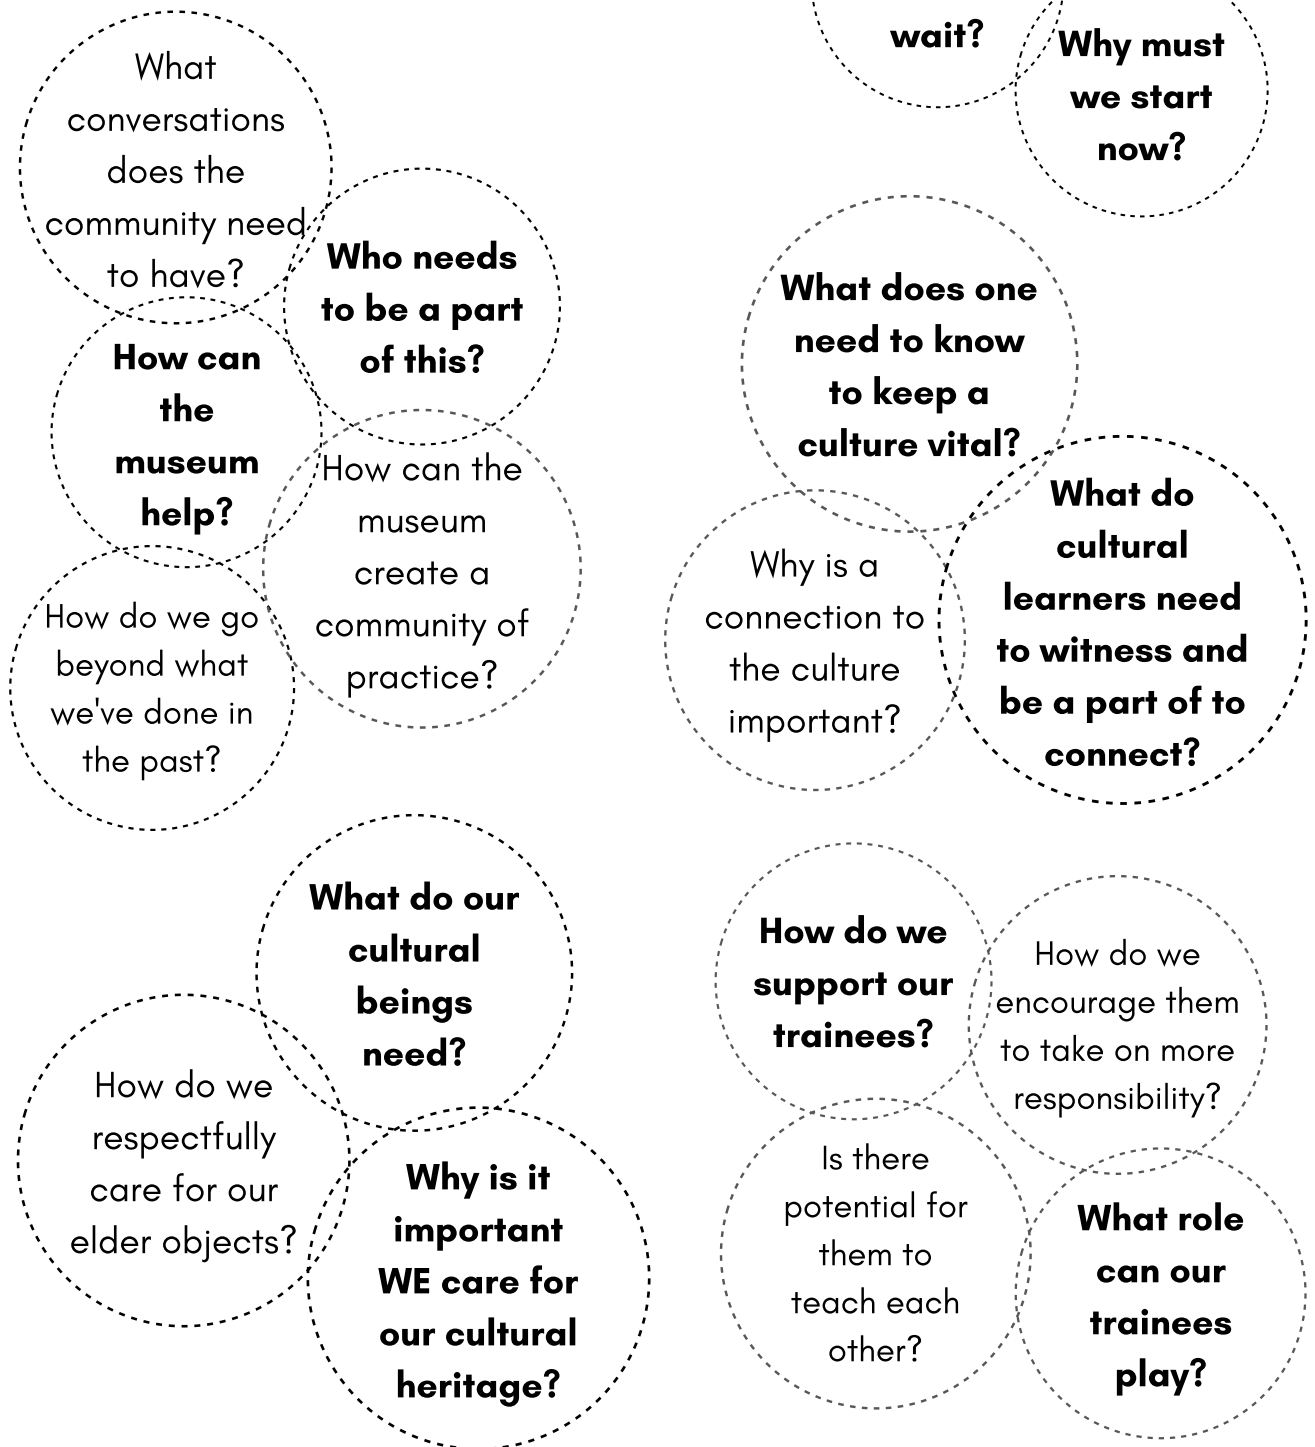 What
conversations
does the
community need
to have?
Who needs
to be a part
of this?
How can
the
museum
help?
How can the
museum
create a
community of
practice?
How do we go
beyond what
we've done in
the past?
wait?
Why must
we start
now?
What does one
need to know
to keep a
culture vital?
Why is a
connection to
the culture
important?
What do
cultural
learners need
to witness and
be a part of to
connect?
What do our
cultural
beings
need?
How do we
respectfully
care for our
elder objects?
Why is it
important
WE care for
our cultural
heritage?
How do we
support our
trainees?
How do we
encourage them
to take on more
responsibility?
Is there
potential for
them to
teach each
other?
What role
can our
trainees
play?